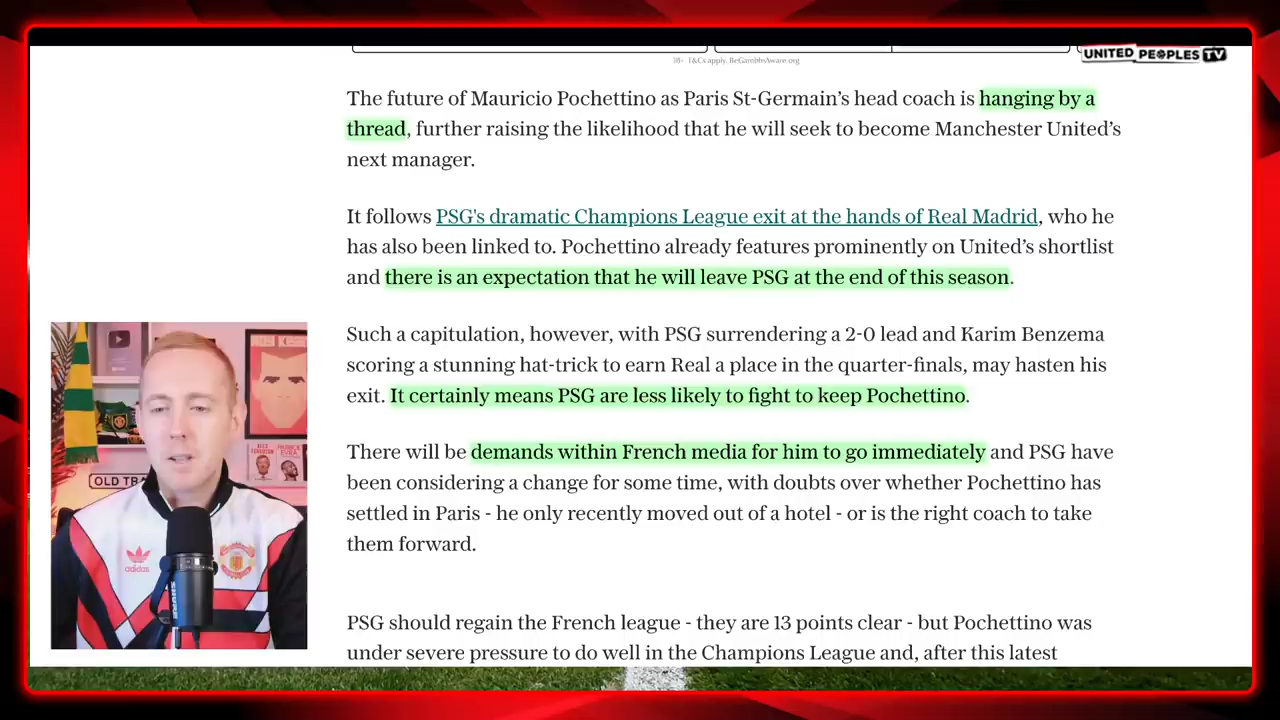 UNITED PEOPLES TV
18+ T&Cs apply. BeGambleAware.org
The future of Mauricio Pochettino as Paris St-Germain’s head coach is hanging by a
thread, further raising the likelihood that he will seek to become Manchester United’s
next manager.
It follows PSG's dramatic Champions League exit at the hands of Real Madrid, who he
has also been linked to. Pochettino already features prominently on United’s shortlist
and there is an expectation that he will leave PSG at the end of this season.
Such a capitulation, however, with PSG surrendering a 2-0 lead and Karim Benzema
scoring a stunning hat-trick to earn Real a place in the quarter-finals, may hasten his
exit. It certainly means PSG are less likely to fight to keep Pochettino.
There will be demands within French media for him to go immediately and PSG have
been considering a change for some time, with doubts over whether Pochettino has
settled in Paris - he only recently moved out of a hotel - or is the right coach to take
them forward.
PSG should regain the French league - they are 13 points clear - but Pochettino was
under severe pressure to do well in the Champions League and, after this latest
OLD TRA
adidas
SHURE